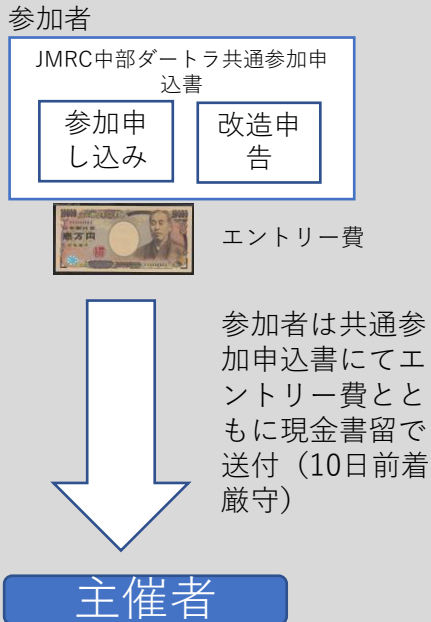 参加者
JMRC中部ダートラ共通参加申
込書
参加申
し込み
改造申
告
エントリー費
参加者は共通参
加申込書にてエ
ントリー費とと
もに現金書留で
送付（10日前着
厳守）
主催者